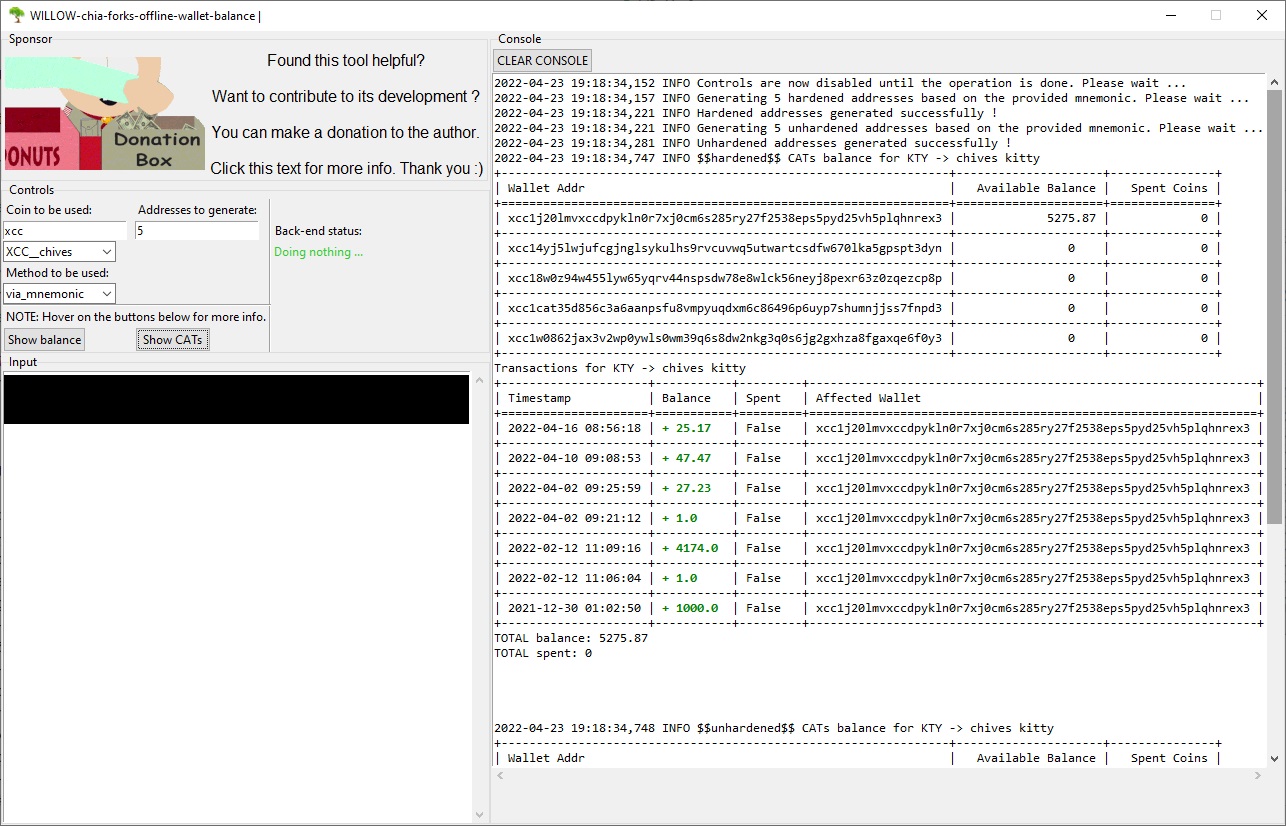 WILLOW-chia-forks-offline-wallet-balance |
Sponsor
DONUTS
Donation
Box
Found this tool helpful?
Want to contribute to its development ?
You can make a donation to the author.
Click this text for more info. Thank you :)
Controls
Coin to be used:
Addresses to generate:
xcc
5
XCC__chives
Method to be used:
via_mnemonic
Back-end status:
Doing nothing ...
NOTE: Hover on the buttons below for more info.
Show balance
Show CATs
Input
Console
CLEAR CONSOLE
2022-04-23 19:18:34,152 INFO Controls are now disabled until the operation is done. Please wait ...
2022-04-23 19:18:34,157 INFO Generating 5 hardened addresses based on the provided mnemonic. Please wait ...
2022-04-23 19:18:34,221 INFO Hardened addresses generated successfully !
2022-04-23 19:18:34,221 INFO Generating 5 unhardened addresses based on the provided mnemonic. Please wait ...
2022-04-23 19:18:34,281 INFO Unhardened addresses generated successfully !
2022-04-23 19:18:34,747 INFO $$hardened$$ CATs balance for KTY -> chives kitty
| Wallet Addr | Available Balance | Spent Coins |
| xcc1j20lmvxccdpykln0r7xj0cm6s285ry27f2538eps5pyd25vh5plqhnrex3 | 5275.87 | 0 |
| xcc14yj5lwjufcgjnglsykulhs9rvcuvwq5utwartcsdfw670lka5gpspt3dyn | 0 | 0 |
| xcc18w0z94w455lyw65yqrv44nspsdw78e8wlck56neyj8pexr63z0zqezcp8p | 0 | 0 |
| xcc1cat35d856c3a6aanpsfu8vmpyuqdxm6c86496p6uyp7shumnjjss7fnpd3 | 0 | 0 |
| xcc1w0862jax3v2wp0ywls0wm39q6s8dw2nkg3q0s6jg2gxhza8fgaxqe6f0y3 | 0 | 0 |
Transactions for KTY -> chives kitty
| Timestamp | Balance | Spent | Affected Wallet |
| 2022-04-16 08:56:18 | + 25.17 | False | xcc1j20lmvxccdpykln0r7xj0cm6s285ry27f2538eps5pyd25vh5plqhnrex3 |
| 2022-04-10 09:08:53 | + 47.47 | False | xcc1j20lmvxccdpykln0r7xj0cm6s285ry27f2538eps5pyd25vh5plqhnrex3 |
| 2022-04-02 09:25:59 | + 27.23 | False | xcc1j20lmvxccdpykln0r7xj0cm6s285ry27f2538eps5pyd25vh5plqhnrex3 |
| 2022-04-02 09:21:12 | + 1.0 | False | xcc1j20lmvxccdpykln0r7xj0cm6s285ry27f2538eps5pyd25vh5plqhnrex3 |
| 2022-02-12 11:09:16 | + 4174.0 | False | xcc1j20lmvxccdpykln0r7xj0cm6s285ry27f2538eps5pyd25vh5plqhnrex3 |
| 2022-02-12 11:06:04 | + 1.0 | False | xcc1j20lmvxccdpykln0r7xj0cm6s285ry27f2538eps5pyd25vh5plqhnrex3 |
| 2021-12-30 01:02:50 | + 1000.0 | False | xcc1j20lmvxccdpykln0r7xj0cm6s285ry27f2538eps5pyd25vh5plqhnrex3 |
TOTAL balance: 5275.87
TOTAL spent: 0
2022-04-23 19:18:34,748 INFO $$unhardened$$ CATs balance for KTY -> chives kitty
| Wallet Addr | Available Balance | Spent Coins |